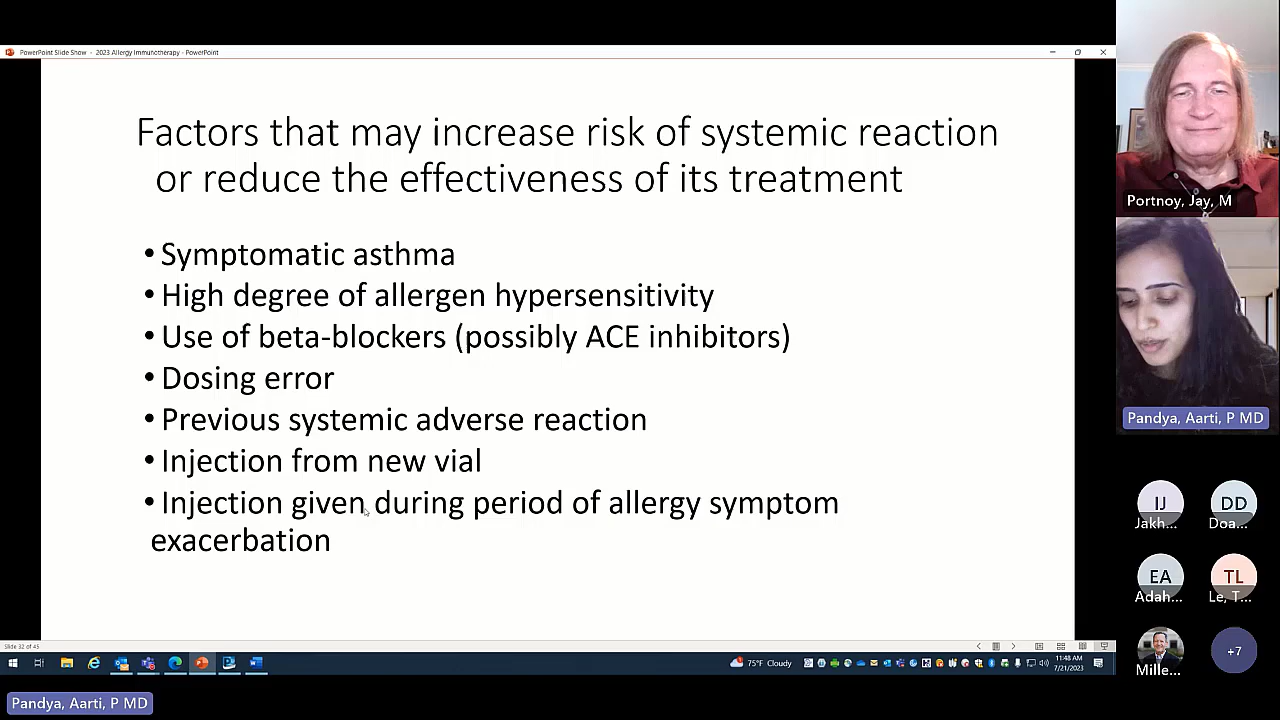 PowerPoint Slide Show - 2023 Allergy Immunotherapy - PowerPoint
Factors that may increase risk of systemic reaction
or reduce the effectiveness of its treatment
• Symptomatic asthma
• High degree of allergen hypersensitivity
• Use of beta-blockers (possibly ACE inhibitors)
• Dosing error
• Previous systemic adverse reaction
• Injection from new vial
• Injection given during period of allergy symptom
exacerbation
Slide 32 of 45
75°F Cloudy
11:48 AM
7/21/2023
Pandya, Aarti, P MD
Portnoy, Jay, M
Pandya, Aarti, P MD
IJ
DD
Jakh...
Doa...
EA
TL
Adah...
Le, T...
Mille...
+7